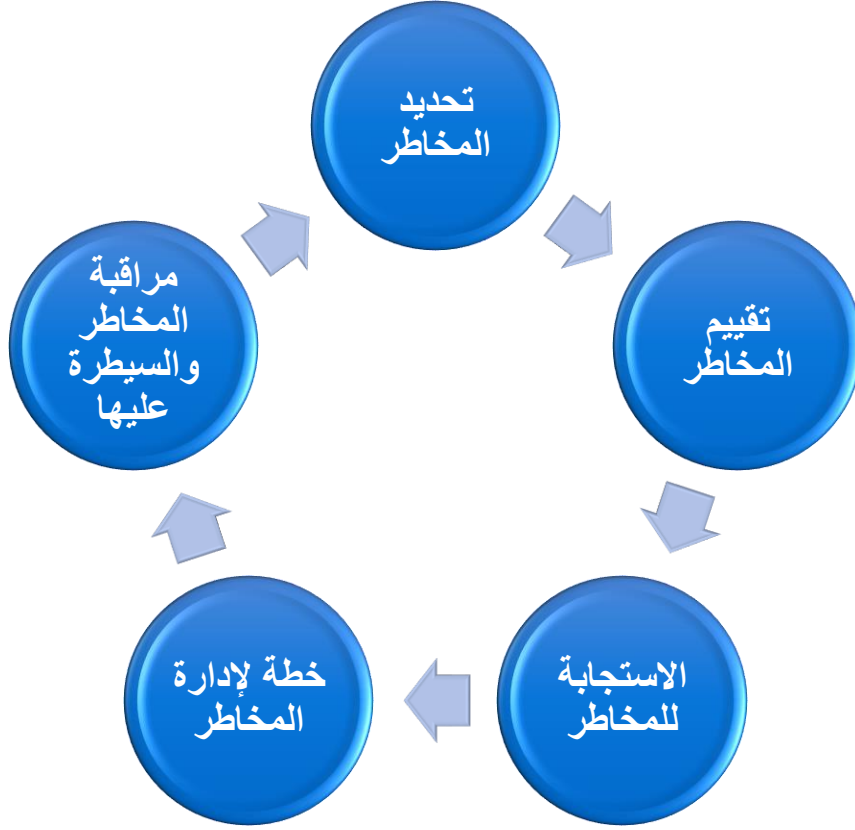 تحديد
المخاطر
تقييم
المخاطر
الاستجابة
للمخاطر
خطة لإدارة
المخاطر
مراقبة
المخاطر
والسيطرة
عليها